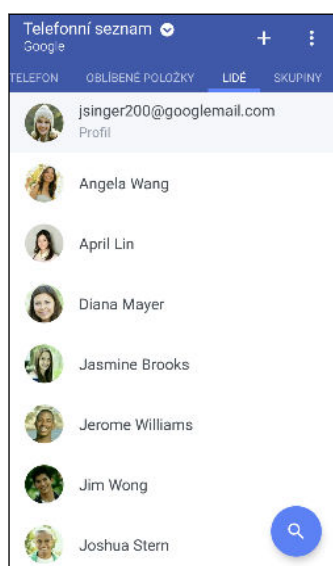 Telefonní seznam
Google
TELEFON OBLÍBENÉ POLOŽKY LIDÉ SKUPINY
jsinger200@googlemail.com
Profil
Angela Wang
April Lin
Diana Mayer
Jasmine Brooks
Jerome Williams
Jim Wong
Joshua Stern